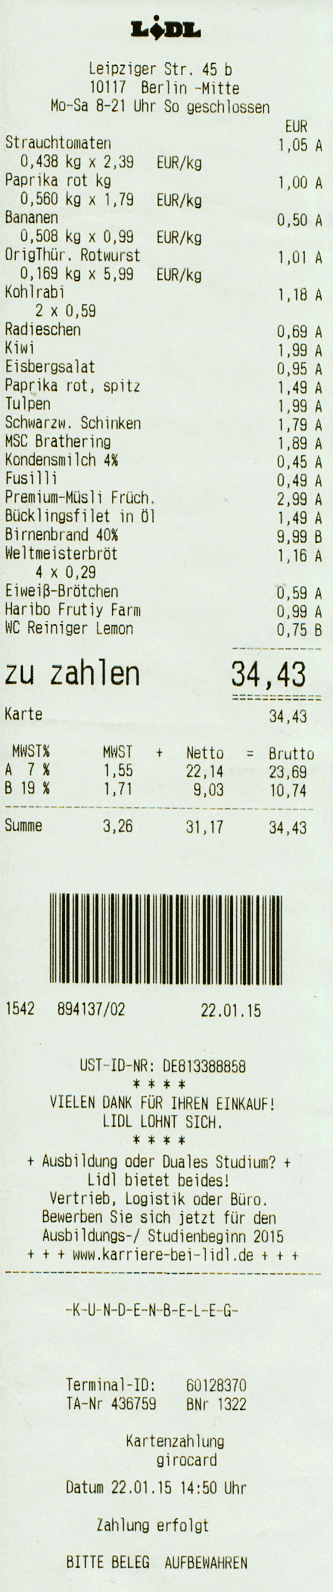 LiDL
Leipziger Str. 45 b
10117 Berlin -Mitte
Mo-Sa 8-21 Uhr So geschlossen
EUR
Strauchtomaten 1,05 A
0,438 kg x 2,39 EUR/kg
Paprika rot kg 1,00 A
0,560 kg x 1,79 EUR/kg
Bananen 0,50 A
0,508 kg x 0,99 EUR/kg
OrigThür. Rotwurst 1,01 A
0,169 kg x 5,99 EUR/kg
Kohlrabi 1,18 A
2 x 0,59
Radieschen 0,69 A
Kiwi 1,99 A
Eisbergsalat 0,95 A
Paprika rot, spitz 1,49 A
Tulpen 1,99 A
Schwarzw. Schinken 1,79 A
MSC Brathering 1,89 A
Kondensmilch 4% 0,45 A
Fusilli 0,49 A
Premium-Müsli Früch. 2,99 A
Bücklingsfilet in Öl 1,49 A
Birnenbrand 40% 9,99 B
Weltmeisterbröt 1,16 A
4 x 0,29
Eiweiß-Brötchen 0,59 A
Haribo Frutiy Farm 0,99 A
WC Reiniger Lemon 0,75 B
zu zahlen 34,43
Karte 34,43
MWST% MWST + Netto = Brutto
A 7 % 1,55 22,14 23,69
B 19 % 1,71 9,03 10,74
Summe 3,26 31,17 34,43
1542 894137/02 22.01.15
UST-ID-NR: DE813388858
* * * *
VIELEN DANK FÜR IHREN EINKAUF!
LIDL LOHNT SICH.
* * * *
+ Ausbildung oder Duales Studium? +
Lidl bietet beides!
Vertrieb, Logistik oder Büro.
Bewerben Sie sich jetzt für den
Ausbildungs-/ Studienbeginn 2015
+ + + www.karriere-bei-lidl.de + + +
-K-U-N-D-E-N-B-E-L-E-G-
Terminal-ID: 60128370
TA-Nr 436759 BNr 1322
Kartenzahlung
girocard
Datum 22.01.15 14:50 Uhr
Zahlung erfolgt
BITTE BELEG AUFBEWAHREN